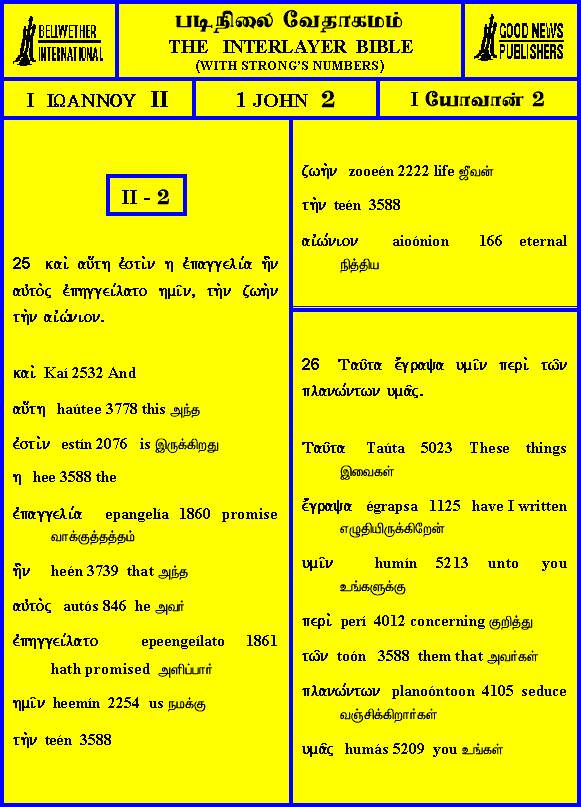 BELLWETHER
INTERNATIONAL
படிநிலை வேதாகமம்
THE INTERLAYER BIBLE
(WITH STRONG'S NUMBERS)
GOOD NEWS
PUBLISHERS
I ΙΩΑΝΝΟΥ II
1 JOHN 2
I யோவான் 2
II - 2
25 καὶ αὕτη ἐστὶν η ἐπαγγελία ἣν
αὐτὸς ἐπηγγείλατο ημῖν, τὴν ζωὴν
τὴν αἰώνιον.
καὶ Kaí 2532 And
αὕτη haútee 3778 this அந்த
ἐστὶν estín 2076 is இருக்கிறது
η hee 3588 the
ἐπαγγελία epangelía 1860 promise
வாக்குத்தத்தம்
ἣν heén 3739 that அந்த
αὐτὸς autós 846 he அவர்
ἐπηγγείλατο epeengeílato 1861
hath promised அளிப்பார்
ημῖν heemín 2254 us நமக்கு
τὴν teén 3588
ζωὴν zooeén 2222 life ஜீவன்
τὴν teén 3588
αἰώνιον aioónion 166 eternal
நித்திய
26 Ταῦτα ἔγραψα υμῖν περὶ τῶν
πλανώντων υμᾶς.
Ταῦτα Taúta 5023 These things
இவைகள்
ἔγραψα égrapsa 1125 have I written
எழுதியிருக்கிறேன்
υμῖν humín 5213 unto you
உங்களுக்கு
περὶ perí 4012 concerning குறித்து
τῶν toón 3588 them that அவர்கள்
πλανώντων planoóntoon 4105 seduce
வஞ்சிக்கிறார்கள்
υμᾶς humás 5209 you உங்கள்